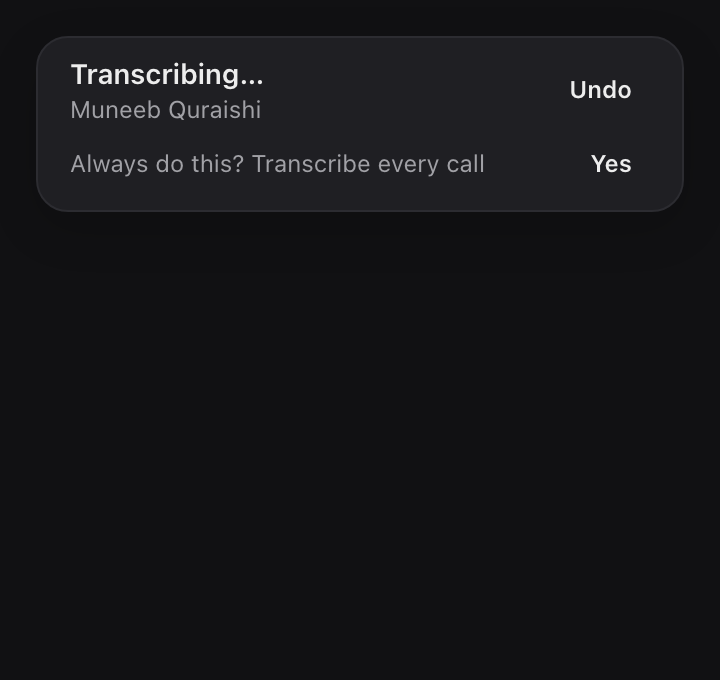 Transcribing...
Muneeb Quraishi
Undo
Always do this? Transcribe every call
Yes